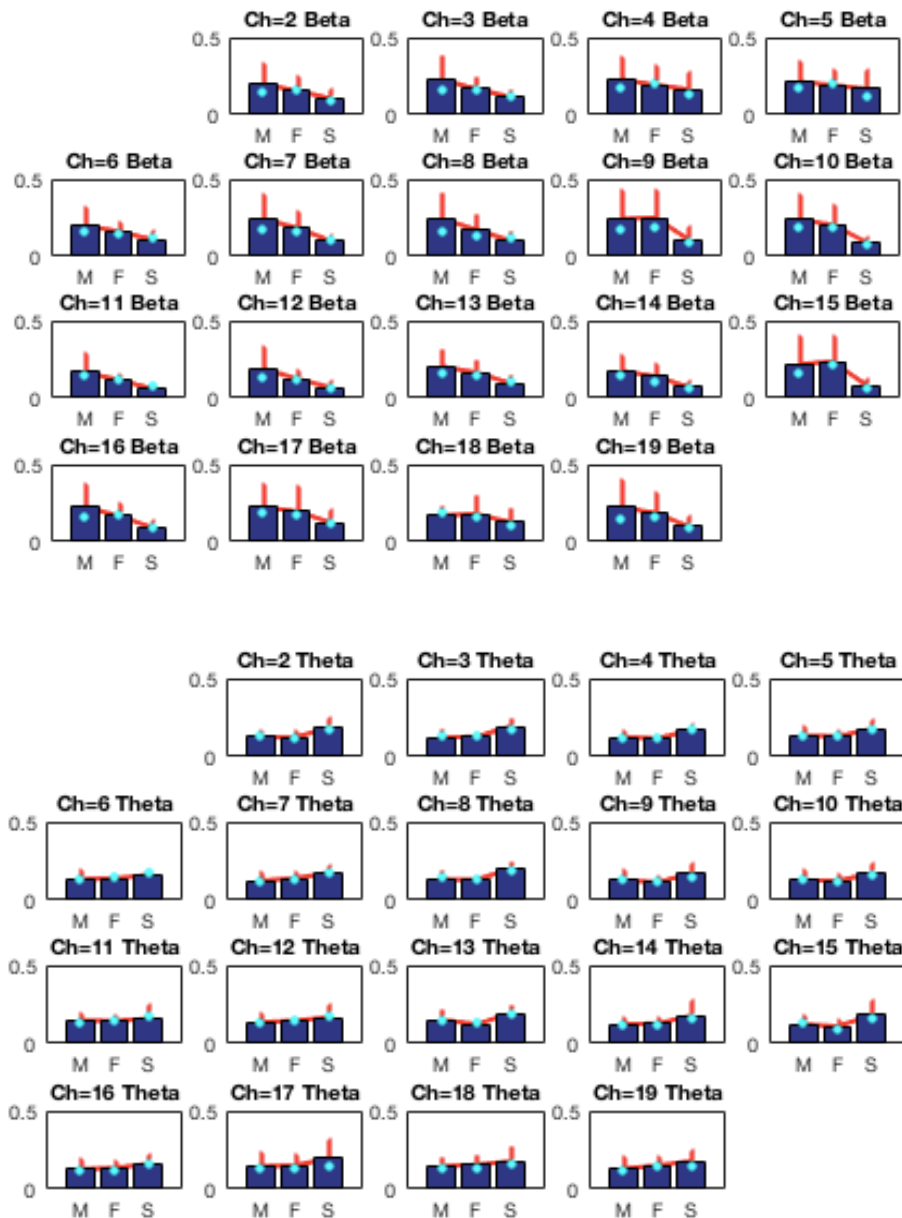 Ch=2 Beta Ch=3 Beta Ch=4 Beta Ch=5 Beta
0.5 0.5 0.5 0.5
0 0 0 0
M F S M F S M F S M F S
Ch=6 Beta Ch=7 Beta Ch=8 Beta Ch=9 Beta Ch=10 Beta
0.5 0.5 0.5 0.5 0.5
0 0 0 0 0
M F S M F S M F S M F S M F S
Ch=11 Beta Ch=12 Beta Ch=13 Beta Ch=14 Beta Ch=15 Beta
0.5 0.5 0.5 0.5 0.5
0 0 0 0 0
M F S M F S M F S M F S M F S
Ch=16 Beta Ch=17 Beta Ch=18 Beta Ch=19 Beta
0.5 0.5 0.5 0.5
0 0 0 0
M F S M F S M F S M F S
Ch=2 Theta Ch=3 Theta Ch=4 Theta Ch=5 Theta
0.5 0.5 0.5 0.5
0 0 0 0
M F S M F S M F S M F S
Ch=6 Theta Ch=7 Theta Ch=8 Theta Ch=9 Theta Ch=10 Theta
0.5 0.5 0.5 0.5 0.5
0 0 0 0 0
M F S M F S M F S M F S M F S
Ch=11 Theta Ch=12 Theta Ch=13 Theta Ch=14 Theta Ch=15 Theta
0.5 0.5 0.5 0.5 0.5
0 0 0 0 0
M F S M F S M F S M F S M F S
Ch=16 Theta Ch=17 Theta Ch=18 Theta Ch=19 Theta
0.5 0.5 0.5 0.5
0 0 0 0
M F S M F S M F S M F S